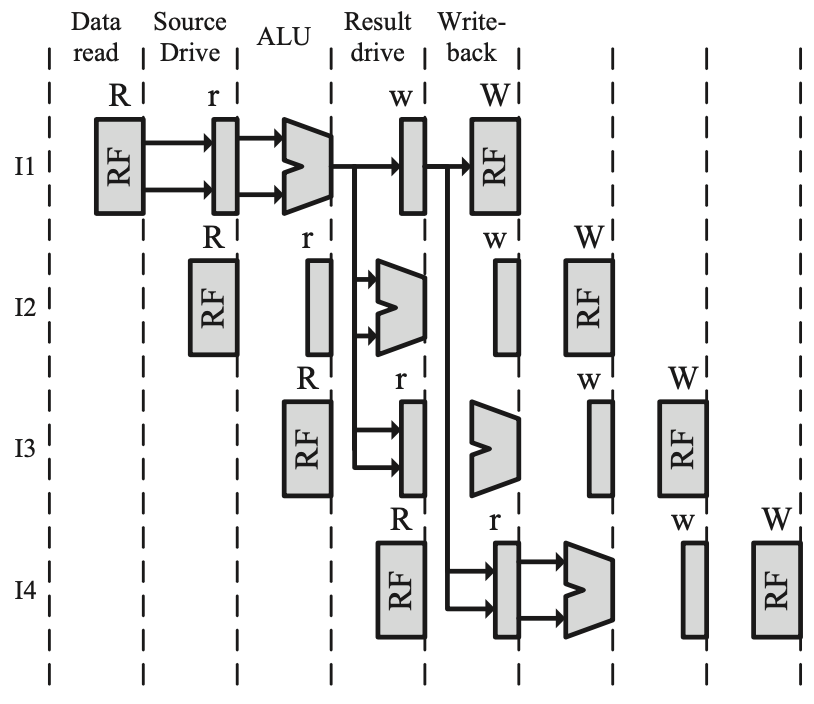 Data read
Source Drive
ALU
Result drive
Write-back
R r w W
I1 RF RF
R r w W
I2 RF RF
R r w W
I3 RF RF
R r w W
I4 RF RF